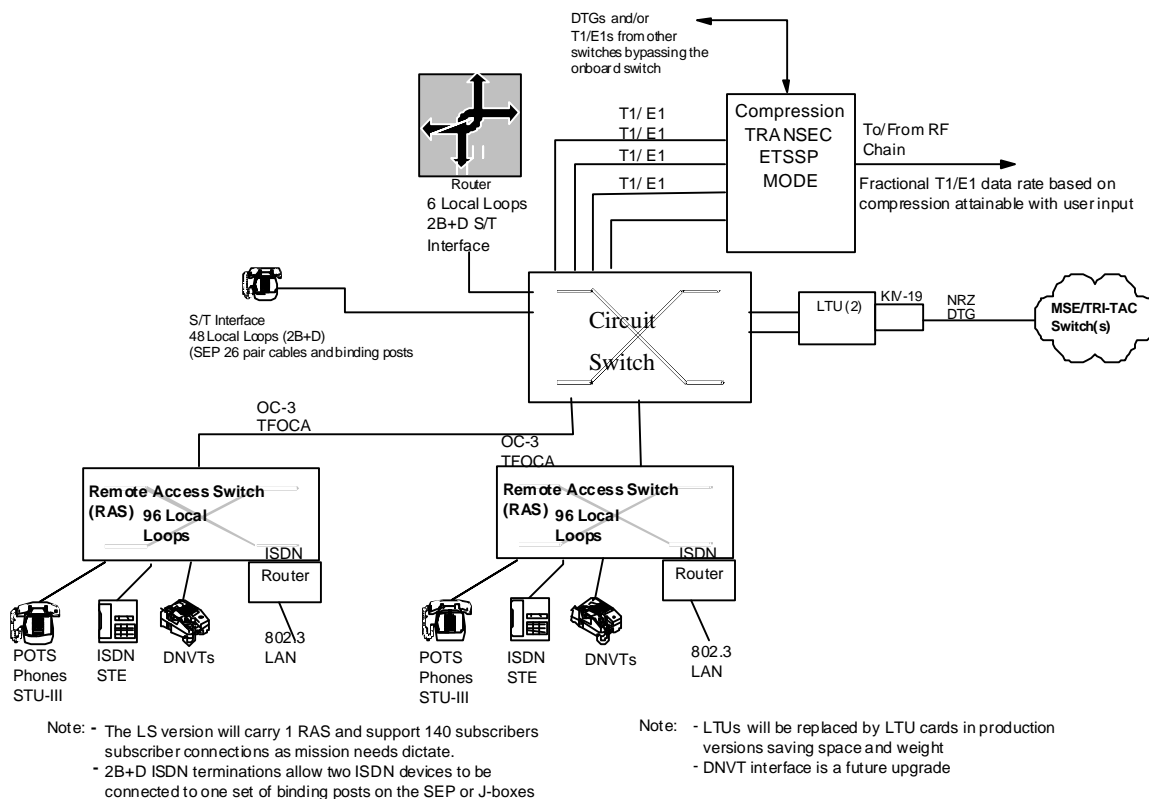 DTGs and/or
T1/E1s from other
switches bypassing the
onboard switch
Compression
TRANSEC
ETSSP
MODE
To/From RF
Chain
Fractional T1/E1 data rate based on
compression attainable with user input
T1/ E1
T1/ E1
T1/ E1
T1/ E1
Router
6 Local Loops
2B+D S/T
Interface
S/T Interface
48 Local Loops (2B+D)
(SEP 26 pair cables and binding posts
Circuit
Switch
LTU (2)
KIV-19
NRZ
DTG
MSE/TRI-TAC
Switch(s)
OC-3
TFOCA
OC-3
TFOCA
Remote Access Switch
(RAS) 96 Local
Loops
ISDN
Router
Remote Access Switch
(RAS) 96 Local
Loops
ISDN
Router
POTS
Phones
STU-III
ISDN
STE
DNVTs
802.3
LAN
POTS
Phones
STU-III
ISDN
STE
DNVTs
802.3
LAN
Note: - The LS version will carry 1 RAS and support 140 subscribers
subscriber connections as mission needs dictate.
- 2B+D ISDN terminations allow two ISDN devices to be
connected to one set of binding posts on the SEP or J-boxes
Note: - LTUs will be replaced by LTU cards in production
versions saving space and weight
- DNVT interface is a future upgrade